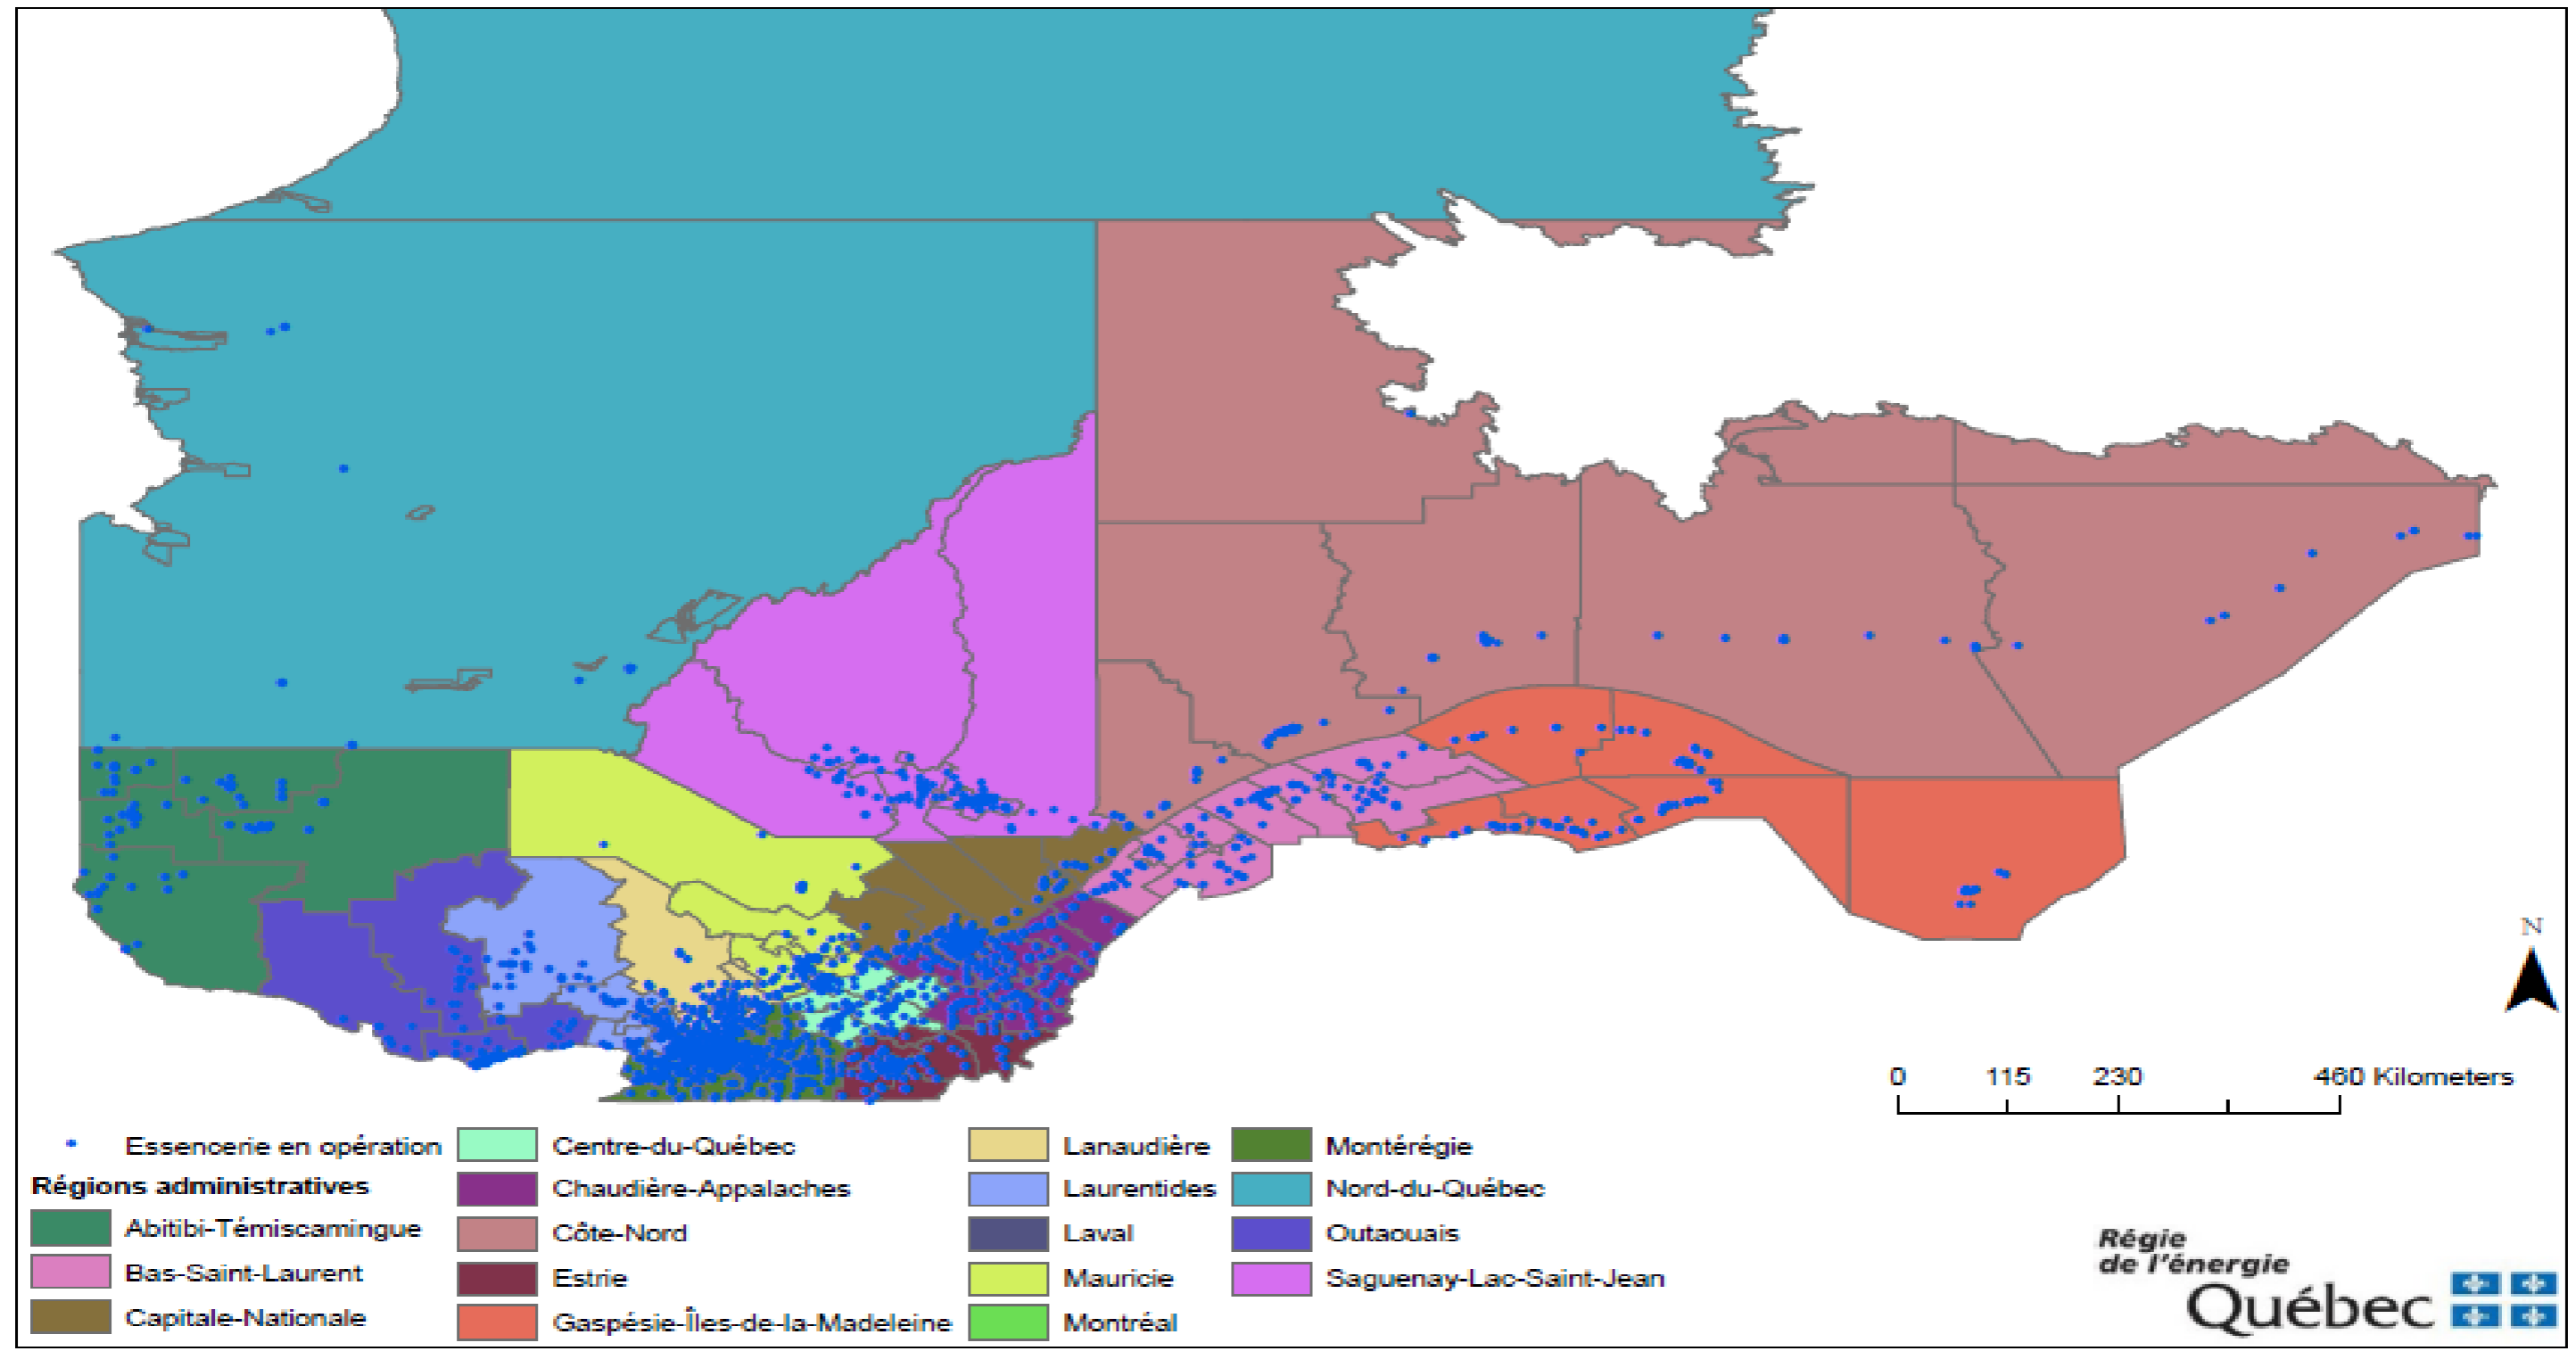 N
0 115 230 460 Kilometers
Essencerie en opération
Régions administratives
Abitibi-Témiscamingue
Bas-Saint-Laurent
Capitale-Nationale
Centre-du-Québec
Chaudière-Appalaches
Côte-Nord
Estrie
Gaspésie-Îles-de-la-Madeleine
Lanaudière
Laurentides
Laval
Mauricie
Montréal
Montérégie
Nord-du-Québec
Outaouais
Saguenay-Lac-Saint-Jean
Régie
de l'énergie
Québec